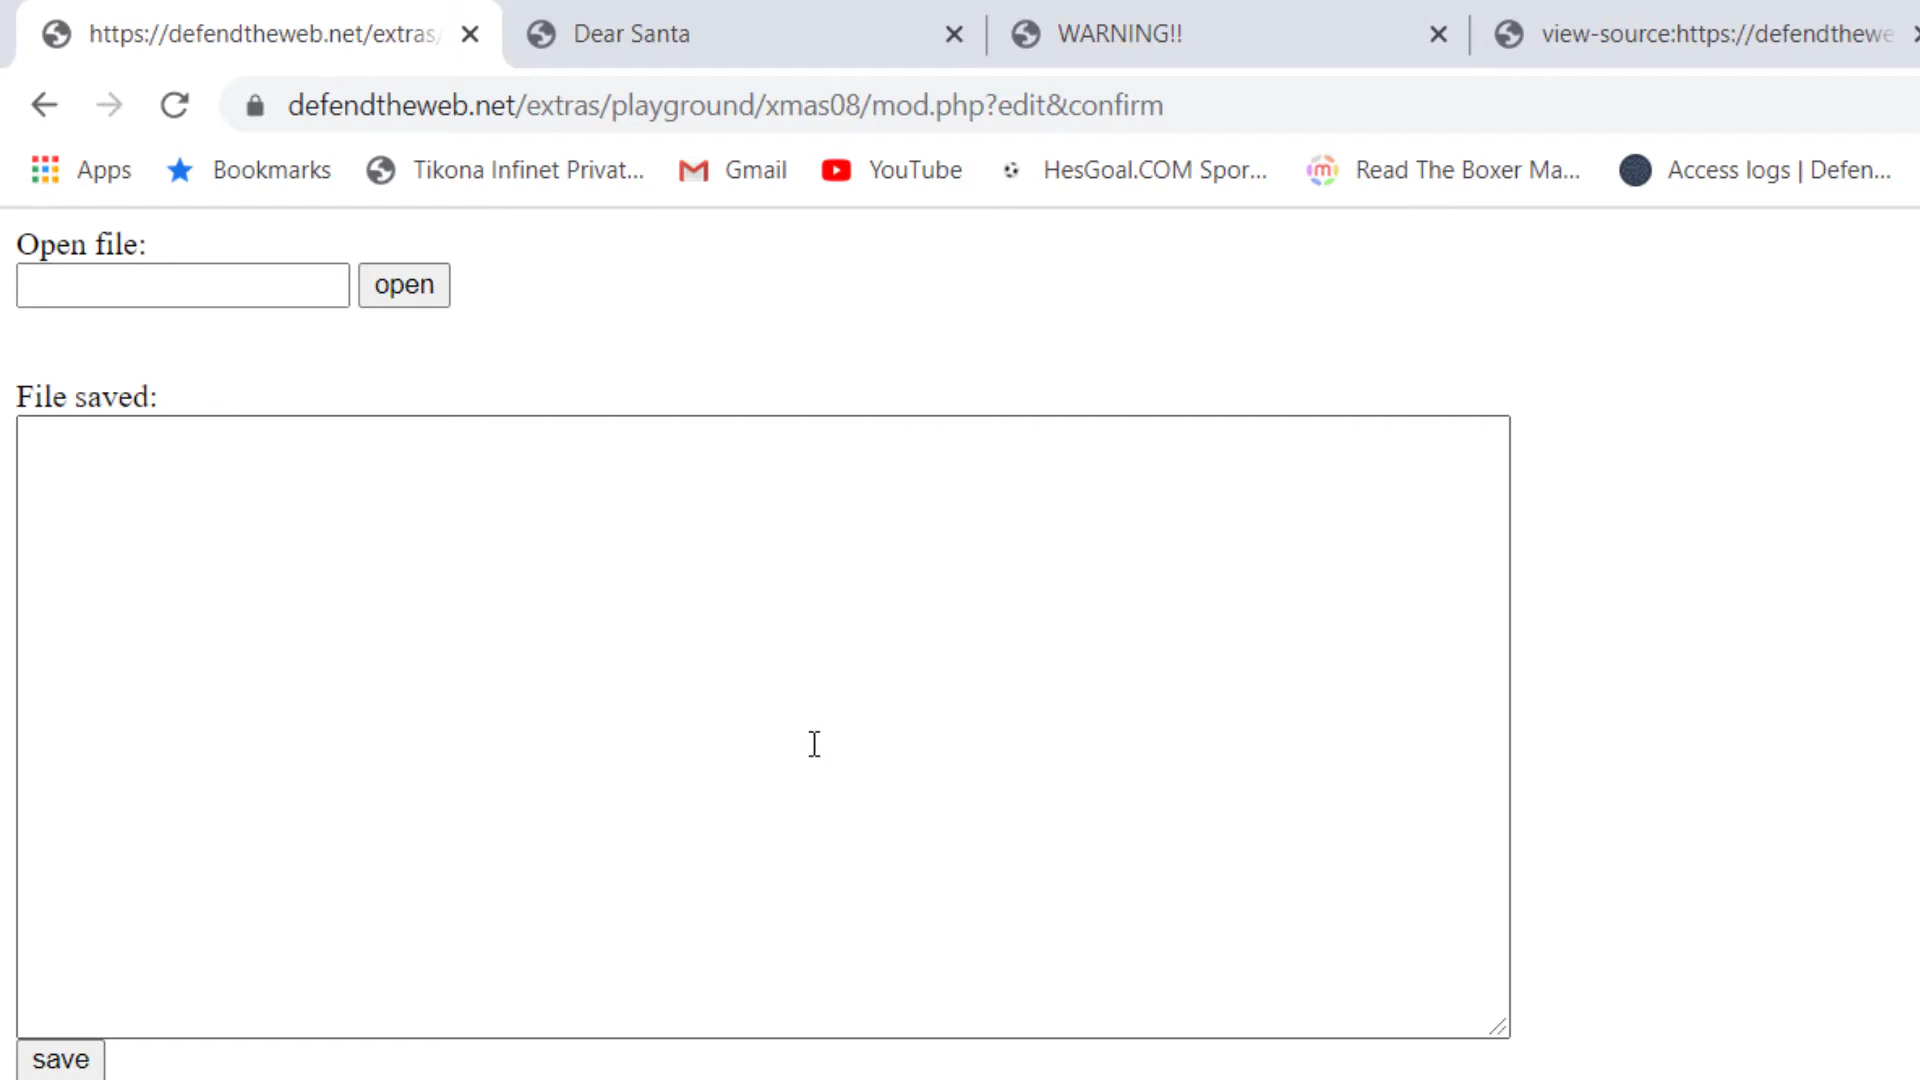 https://defendtheweb.net/extras/ Dear Santa WARNING!! view-source:https://defendthewe
defendtheweb.net/extras/playground/xmas08/mod.php?edit&confirm
Apps Bookmarks Tikona Infinet Privat... Gmail YouTube HesGoal.COM Spor... m Read The Boxer Ma... Access logs | Defen...
Open file:
open
File saved:
save